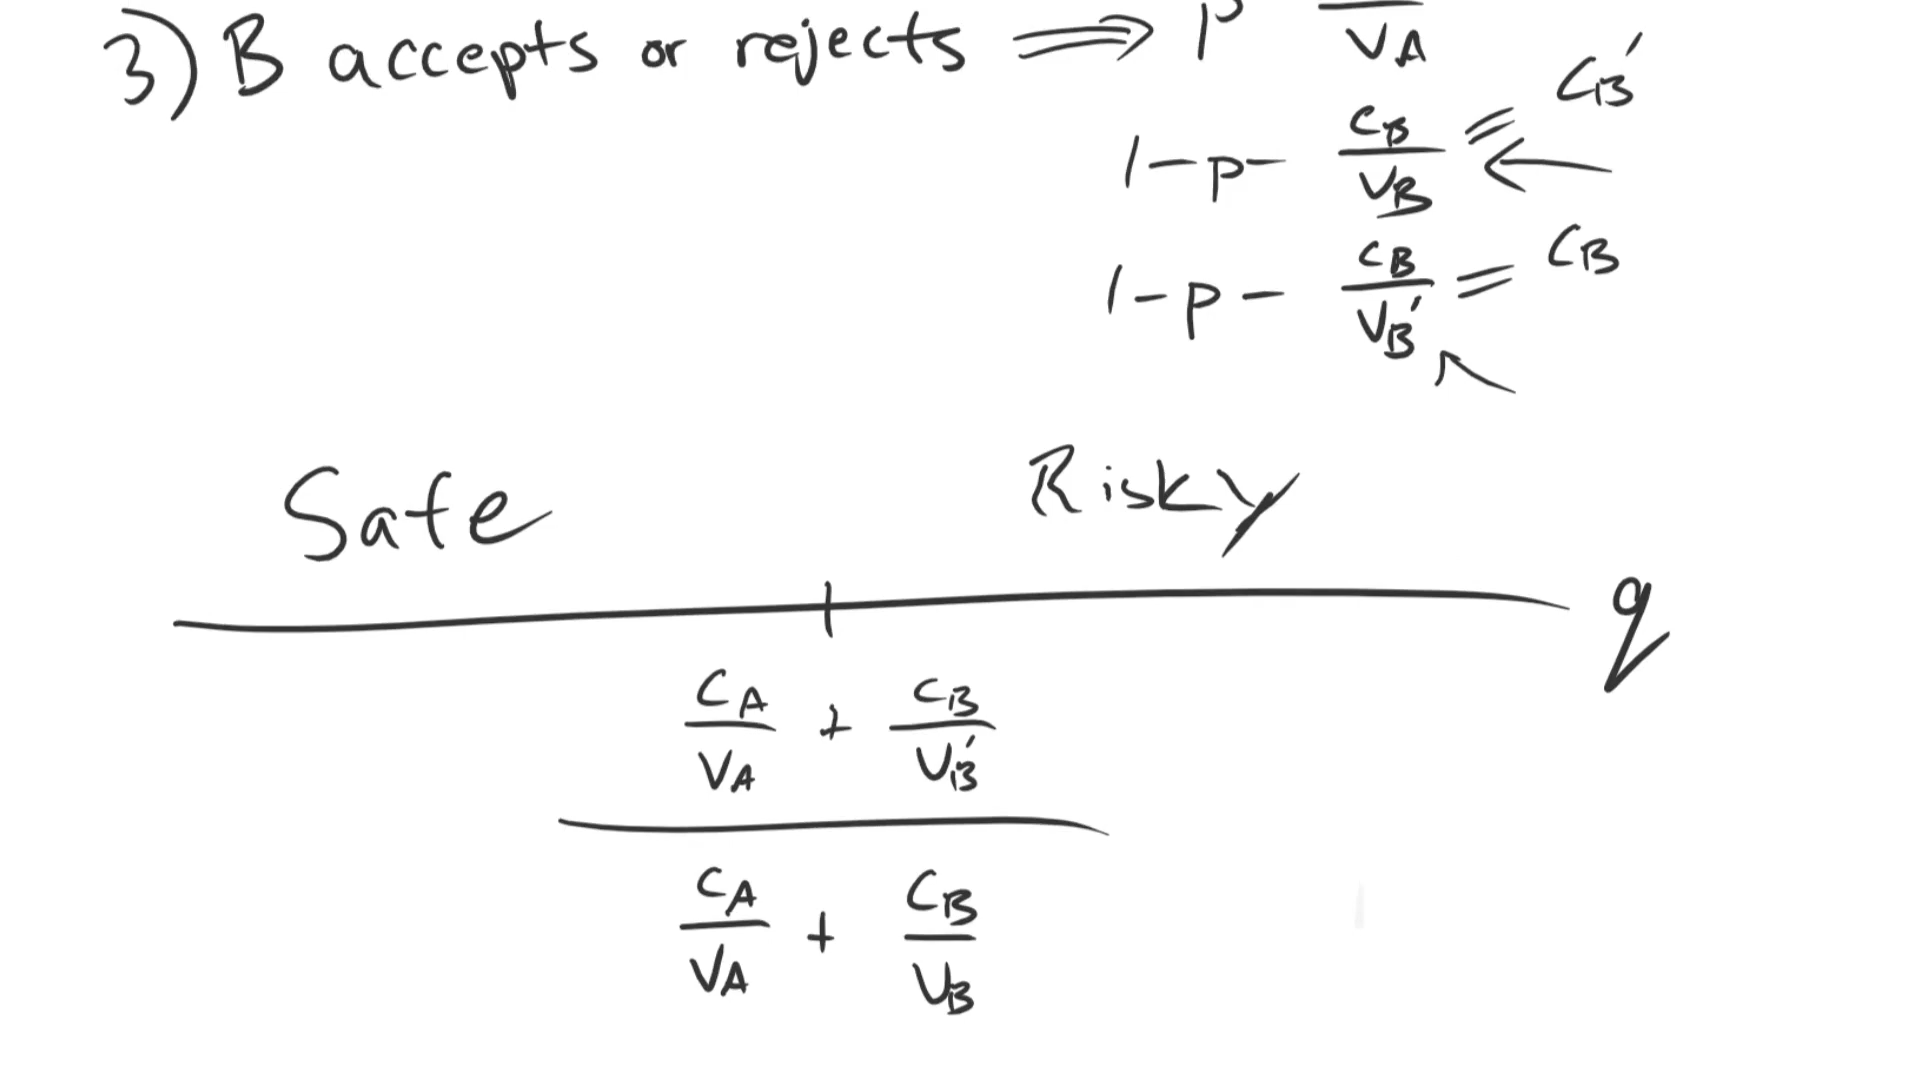 3) B accepts or rejects ⟹ p
V_A
C_B'
1 - p - C_B/V_B =
1 - p - C_B/V_B' = C_B
Safe Risky
q
C_A/V_A + C_B/V_B'
C_A/V_A + C_B/V_B